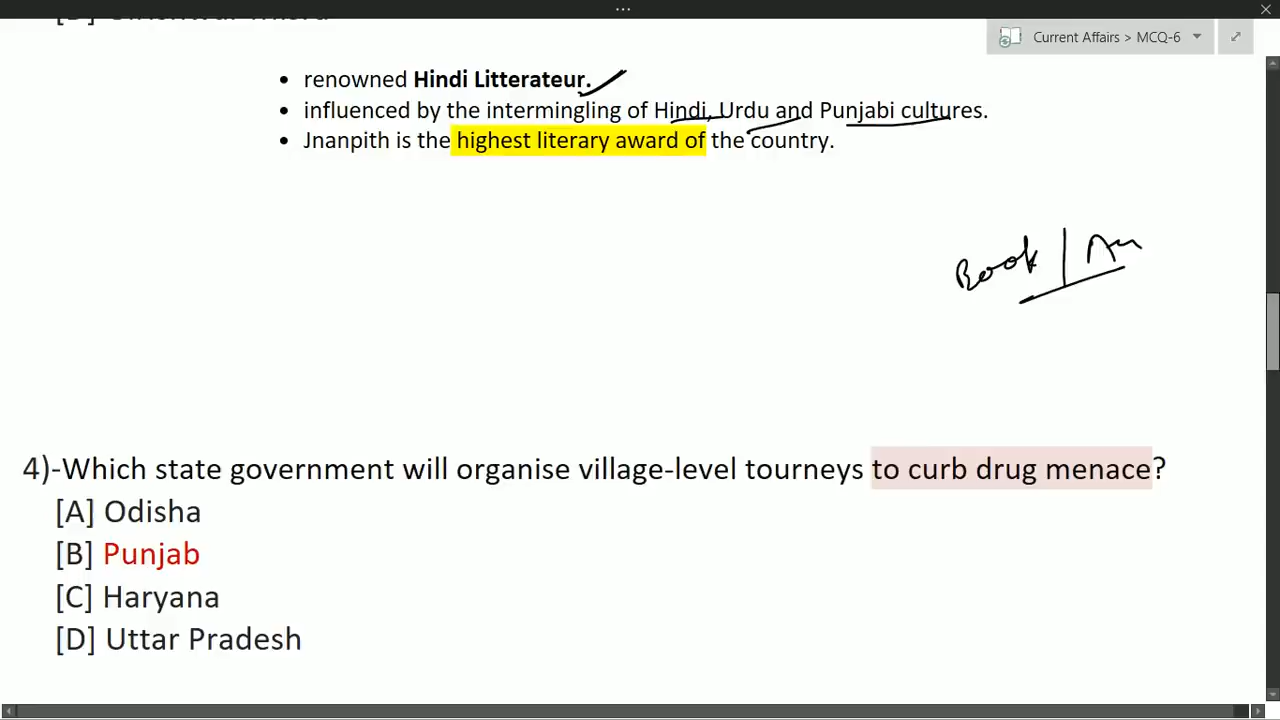 Current Affairs > MCQ-6
• renowned Hindi Litterateur.
• influenced by the intermingling of Hindi, Urdu and Punjabi cultures.
• Jnanpith is the highest literary award of the country.
Book | Au
4)-Which state government will organise village-level tourneys to curb drug menace?
[A] Odisha
[B] Punjab
[C] Haryana
[D] Uttar Pradesh